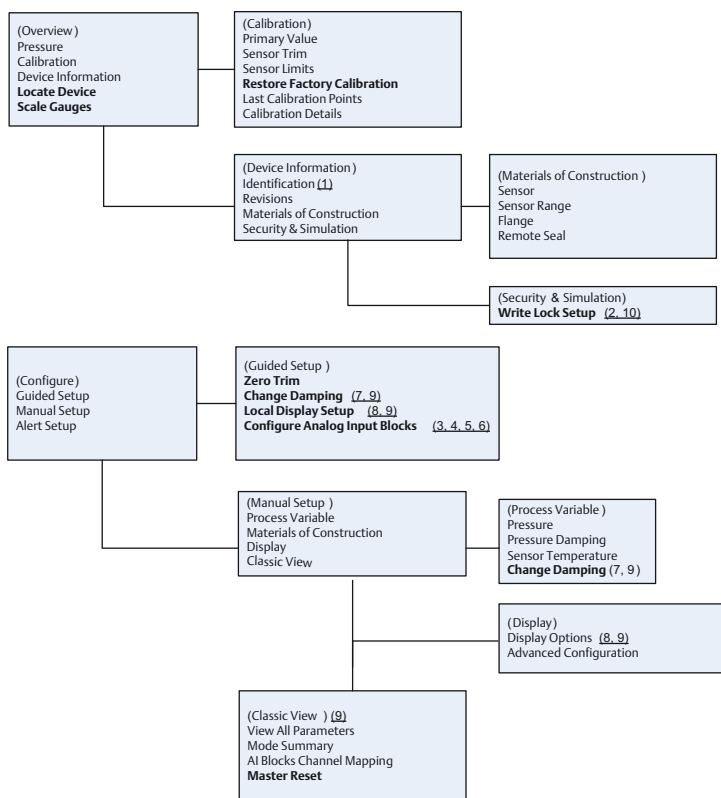 (Overview)
Pressure
Calibration
Device Information
Locate Device
Scale Gauges
(Calibration)
Primary Value
Sensor Trim
Sensor Limits
Restore Factory Calibration
Last Calibration Points
Calibration Details
(Device Information )
Identification (1)
Revisions
Materials of Construction
Security & Simulation
(Materials of Construction )
Sensor
Sensor Range
Flange
Remote Seal
(Security & Simulation)
Write Lock Setup (2, 10)
(Configure)
Guided Setup
Manual Setup
Alert Setup
(Guided Setup )
Zero Trim
Change Damping (7, 9)
Local Display Setup (8, 9)
Configure Analog Input Blocks (3, 4, 5, 6)
(Manual Setup )
Process Variable
Materials of Construction
Display
Classic View
(Process Variable )
Pressure
Pressure Damping
Sensor Temperature
Change Damping (7, 9 )
(Display)
Display Options (8, 9)
Advanced Configuration
(Classic View ) (9)
View All Parameters
Mode Summary
AI Blocks Channel Mapping
Master Reset